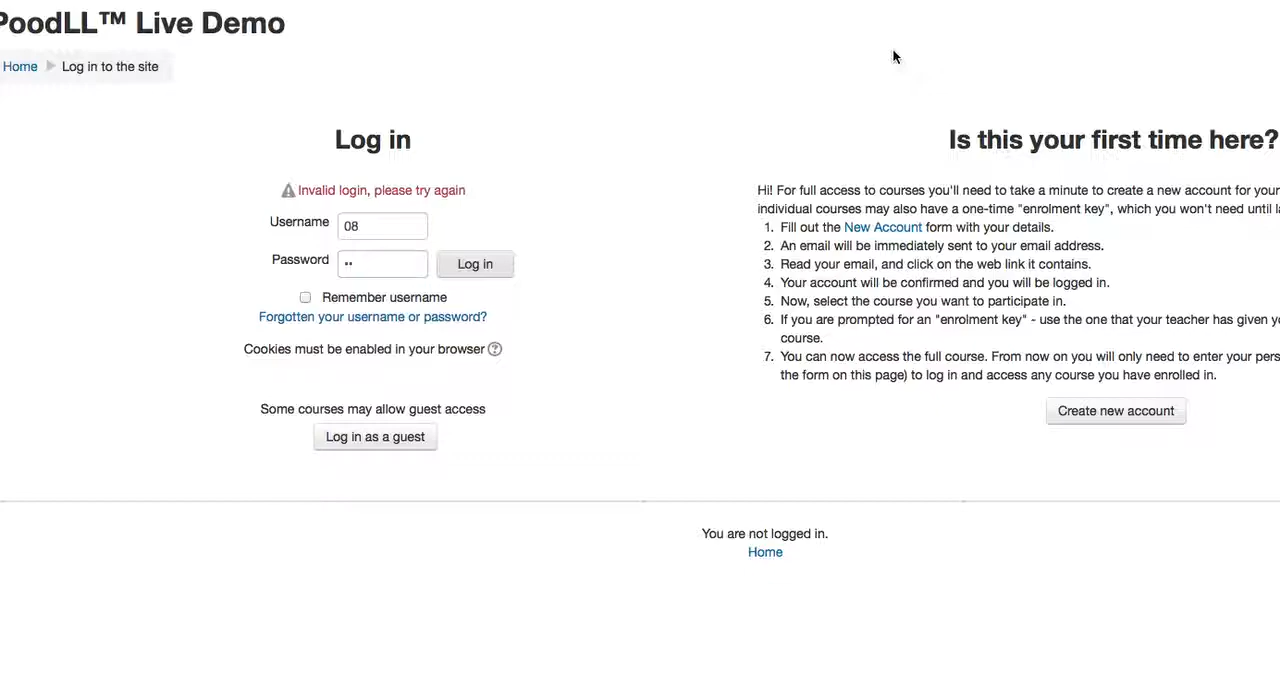 PoodLL™ Live Demo
Home Log in to the site
Log in
Invalid login, please try again
Username 08
Password ••
Log in
Remember username
Forgotten your username or password?
Cookies must be enabled in your browser
Some courses may allow guest access
Log in as a guest
Is this your first time here?
Hi! For full access to courses you'll need to take a minute to create a new account for your
individual courses may also have a one-time "enrolment key", which you won't need until
1. Fill out the New Account form with your details.
2. An email will be immediately sent to your email address.
3. Read your email, and click on the web link it contains.
4. Your account will be confirmed and you will be logged in.
5. Now, select the course you want to participate in.
6. If you are prompted for an "enrolment key" - use the one that your teacher has given
course.
7. You can now access the full course. From now on you will only need to enter your
the form on this page) to log in and access any course you have enrolled in.
Create new account
You are not logged in.
Home